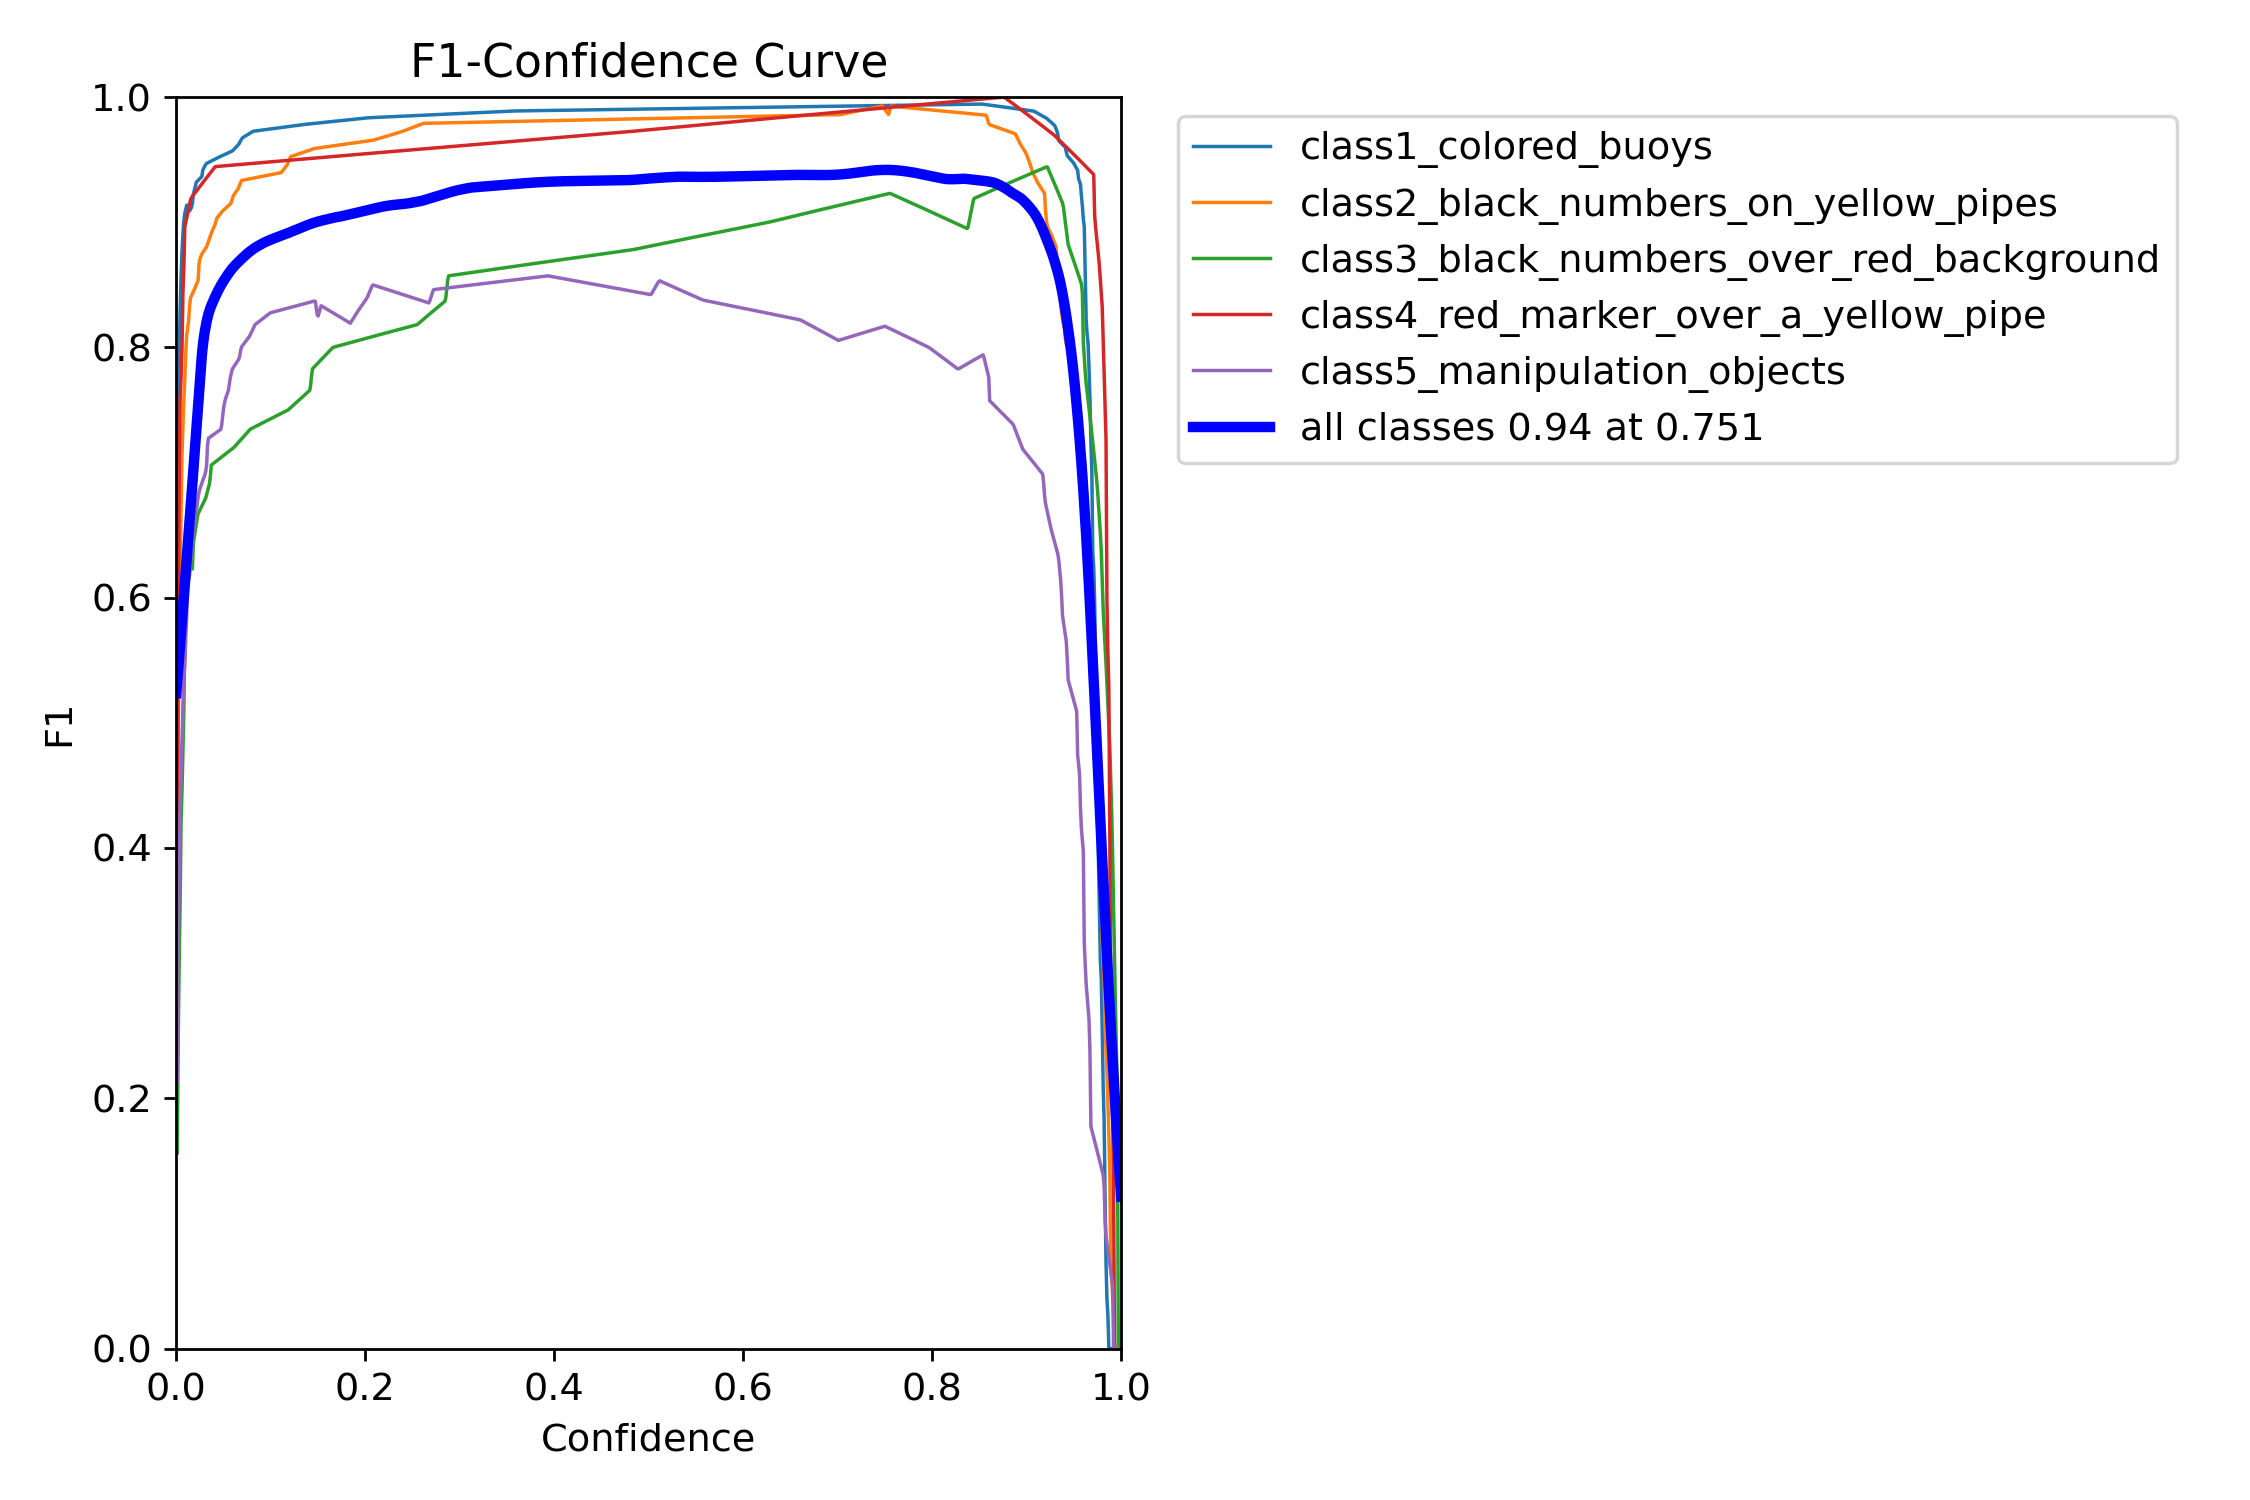 F1-Confidence Curve
1.0
0.8
0.6
0.4
0.2
0.0
F1
0.0 0.2 0.4 0.6 0.8 1.0
Confidence
class1_colored_buoys
class2_black_numbers_on_yellow_pipes
class3_black_numbers_over_red_background
class4_red_marker_over_a_yellow_pipe
class5_manipulation_objects
all classes 0.94 at 0.751